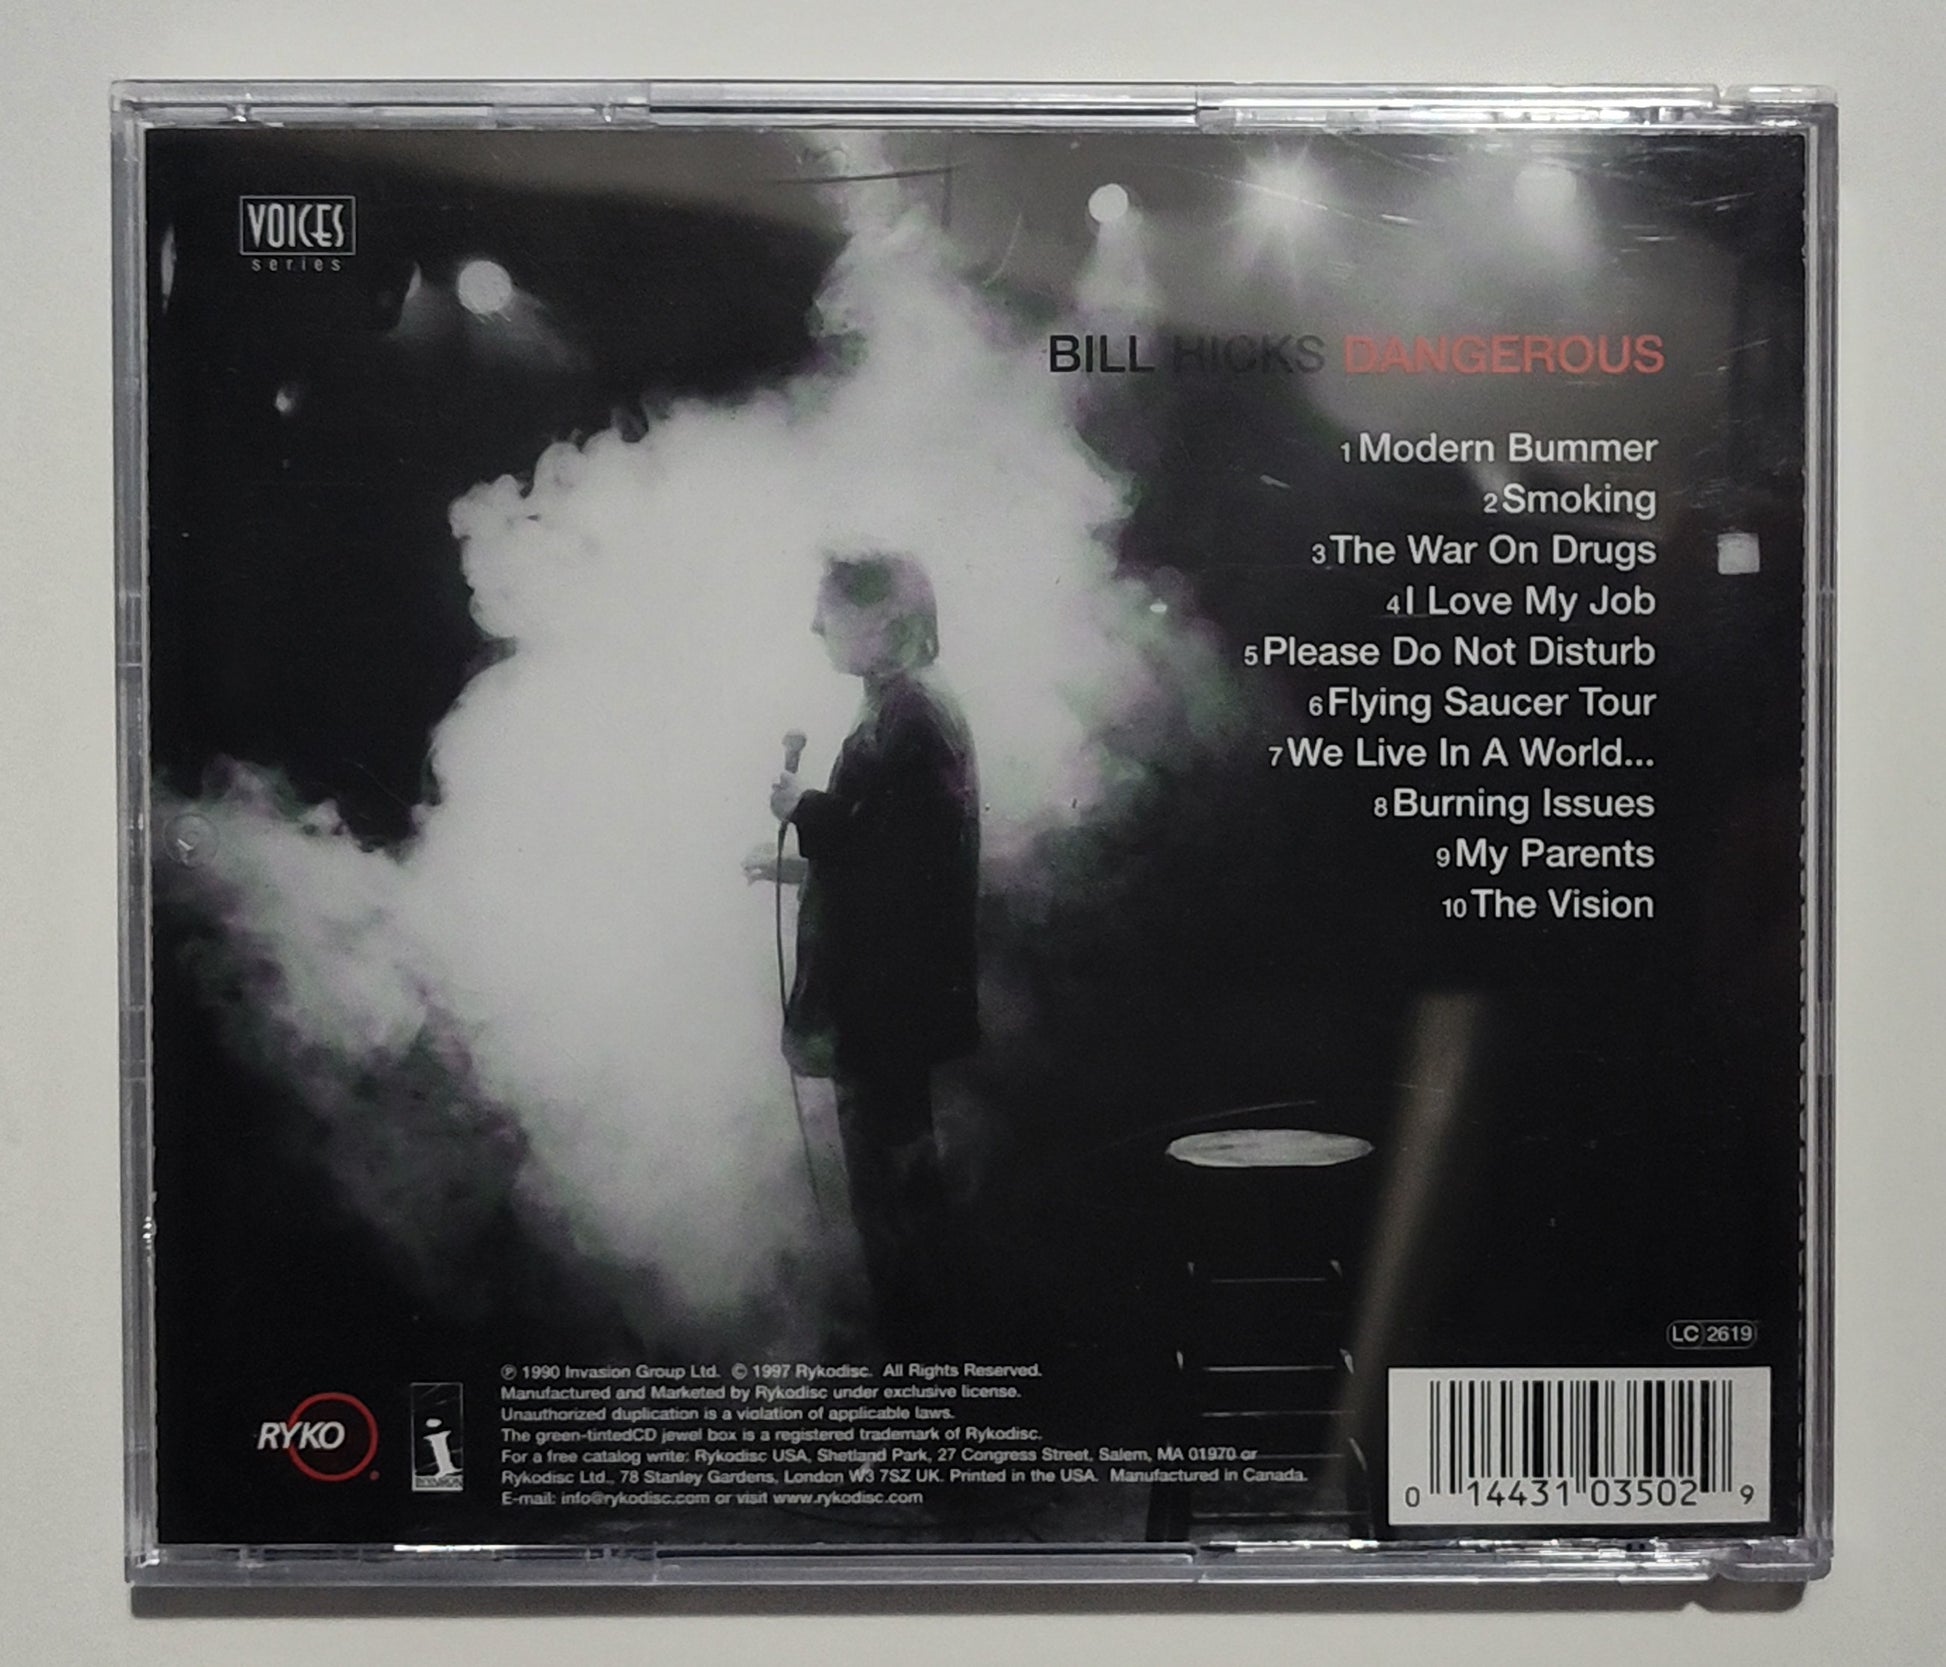 VOICES
series
BILL HICKS DANGEROUS
1 Modern Bummer
2 Smoking
3 The War On Drugs
4 I Love My Job
5 Please Do Not Disturb
6 Flying Saucer Tour
7 We Live In A World...
8 Burning Issues
9 My Parents
10 The Vision
LC 2619
RYKO
i
INVASION
℗ 1990 Invasion Group Ltd. © 1997 Rykodisc. All Rights Reserved.
Manufactured and Marketed by Rykodisc under exclusive license.
Unauthorized duplication is a violation of applicable laws.
The green-tintedCD jewel box is a registered trademark of Rykodisc.
For a free catalog write: Rykodisc USA, Shetland Park, 27 Congress Street, Salem, MA 01970 or
Rykodisc Ltd., 78 Stanley Gardens, London W3 7SZ UK. Printed in the USA. Manufactured in Canada.
E-mail: info@rykodisc.com or visit www.rykodisc.com
0 14431 03502 9